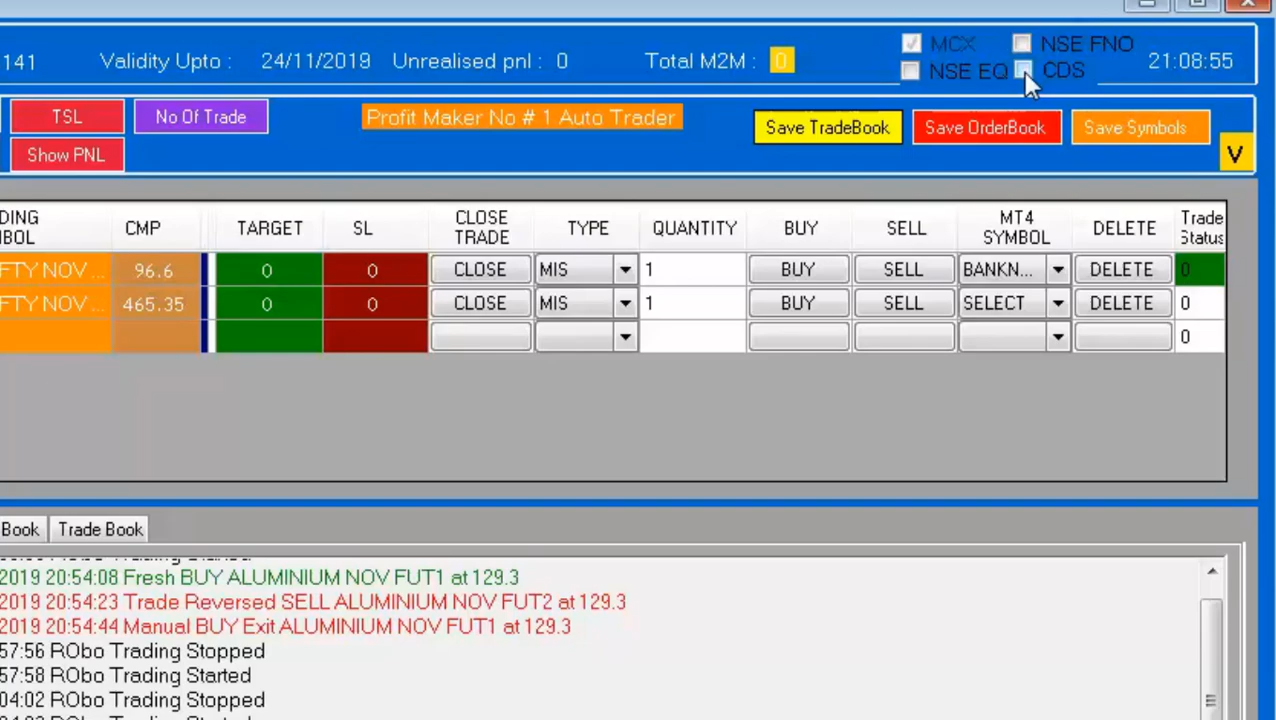 141 Validity Upto : 24/11/2019 Unrealised pnl : 0 Total M2M : 0 MCX NSE FNO 21:08:55
NSE EQ CDS
TSL No Of Trade Profit Maker No # 1 Auto Trader Save TradeBook Save OrderBook Save Symbols
Show PNL V
DING CMP TARGET SL CLOSE TYPE QUANTITY BUY SELL MT4 DELETE Trade
BOL TRADE SYMBOL Status
FTY NOV ... 96.6 0 0 CLOSE MIS 1 BUY SELL BANKN... DELETE 0
FTY NOV ... 465.35 0 0 CLOSE MIS 1 BUY SELL SELECT DELETE 0
0
Book Trade Book
2019 20:54:08 Fresh BUY ALUMINIUM NOV FUT1 at 129.3
2019 20:54:23 Trade Reversed SELL ALUMINIUM NOV FUT2 at 129.3
2019 20:54:44 Manual BUY Exit ALUMINIUM NOV FUT1 at 129.3
57:56 RObo Trading Stopped
57:58 RObo Trading Started
04:02 RObo Trading Stopped